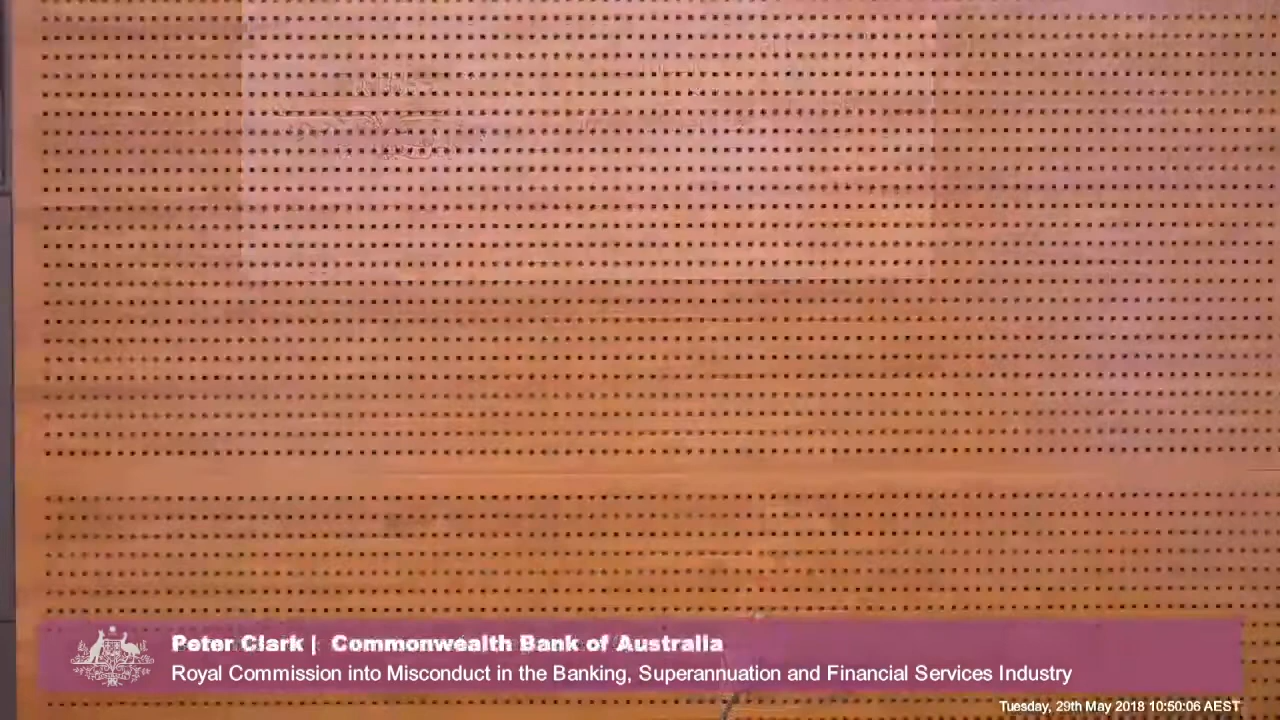 Peter Clark | Commonwealth Bank of Australia
Royal Commission into Misconduct in the Banking, Superannuation and Financial Services Industry
Tuesday, 29th May 2018 10:50:06 AEST